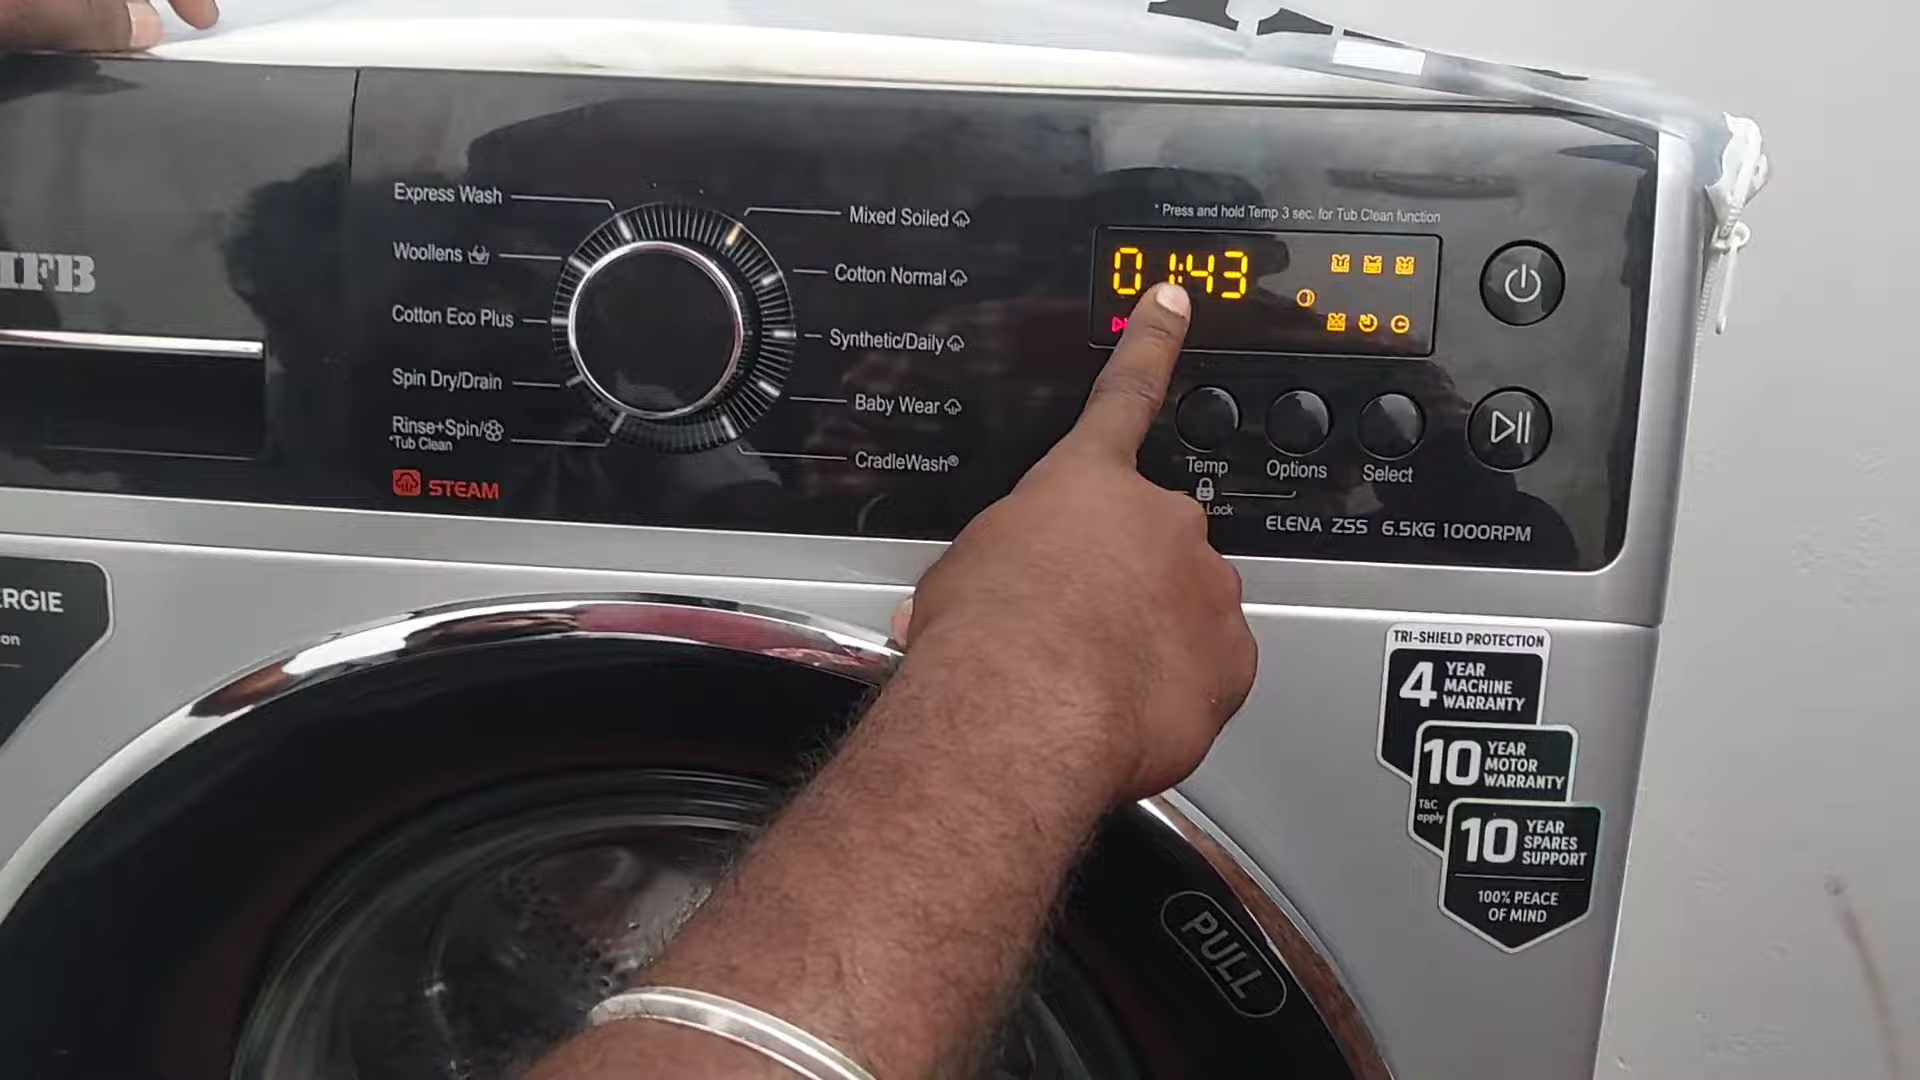 IFB
Express Wash
Woollens
Cotton Eco Plus
Spin Dry/Drain
Rinse+Spin/
*Tub Clean
STEAM
Mixed Soiled
Cotton Normal
Synthetic/Daily
Baby Wear
CradleWash®
* Press and hold Temp 3 sec. for Tub Clean function
01:43
Temp
Options
Select
Lock
ELENA ZSS 6.5KG 1000RPM
ERGIE
on
TRI-SHIELD PROTECTION
4 YEAR
MACHINE
WARRANTY
10 YEAR
MOTOR
WARRANTY
T&C
apply
10 YEAR
SPARES
SUPPORT
100% PEACE
OF MIND
PULL